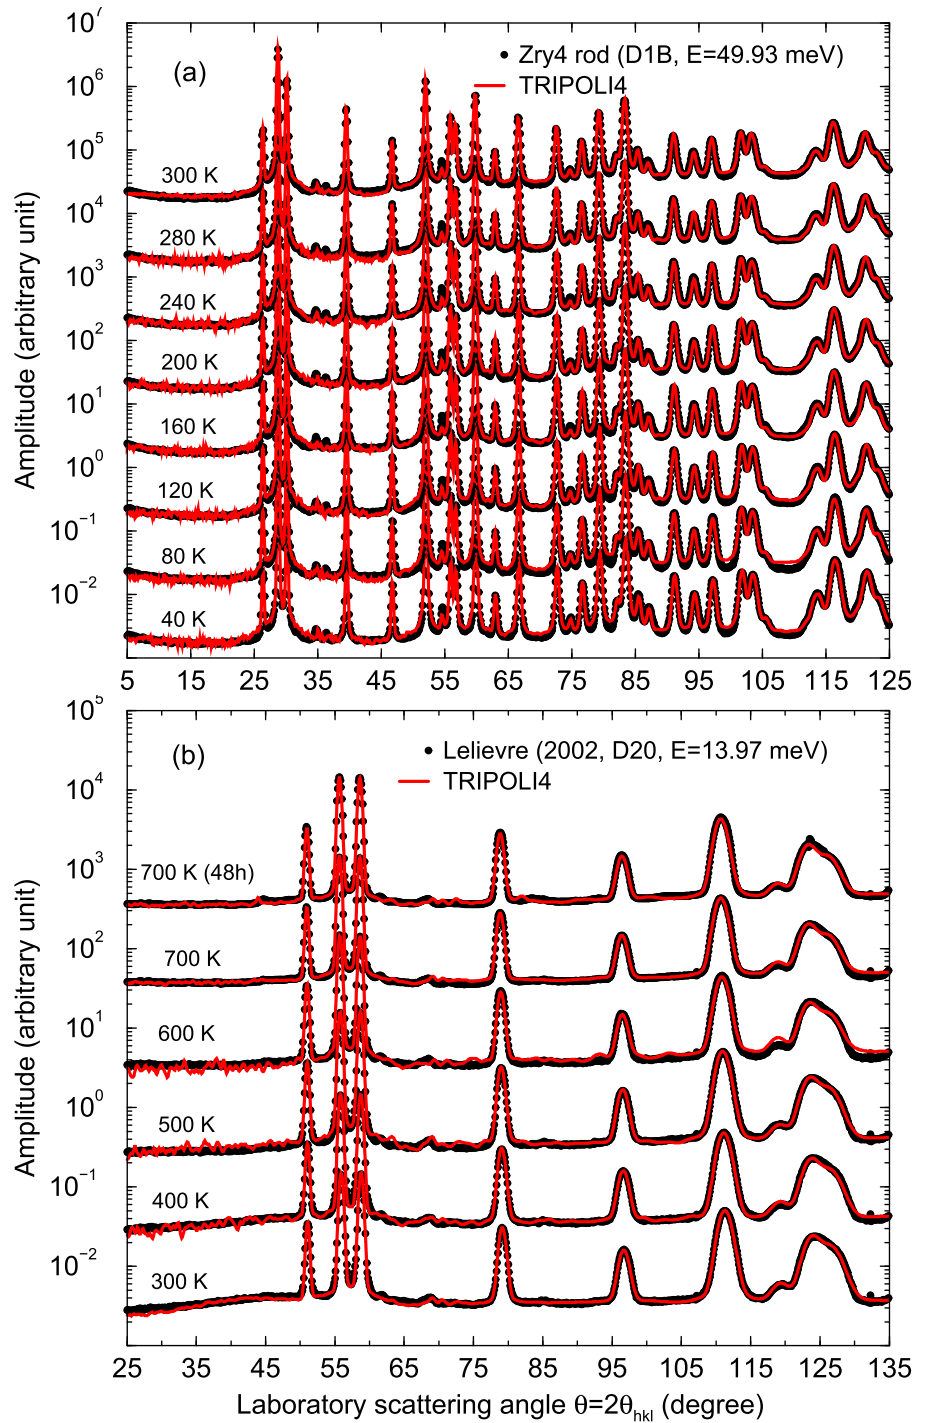 10⁷
(a)
Zry4 rod (D1B, E=49.93 meV)
TRIPOLI4
10⁶
10⁵
300 K
10⁴
280 K
10³
240 K
10²
200 K
10¹
160 K
10⁰
120 K
10⁻¹
80 K
10⁻²
40 K
Amplitude (arbitrary unit)
5 15 25 35 45 55 65 75 85 95 105 115 125
10⁵
(b)
Lelievre (2002, D20, E=13.97 meV)
TRIPOLI4
10⁴
10³
700 K (48h)
10²
700 K
10¹
600 K
10⁰
500 K
10⁻¹
400 K
10⁻²
300 K
Amplitude (arbitrary unit)
25 35 45 55 65 75 85 95 105 115 125 135
Laboratory scattering angle θ=2θhkl (degree)